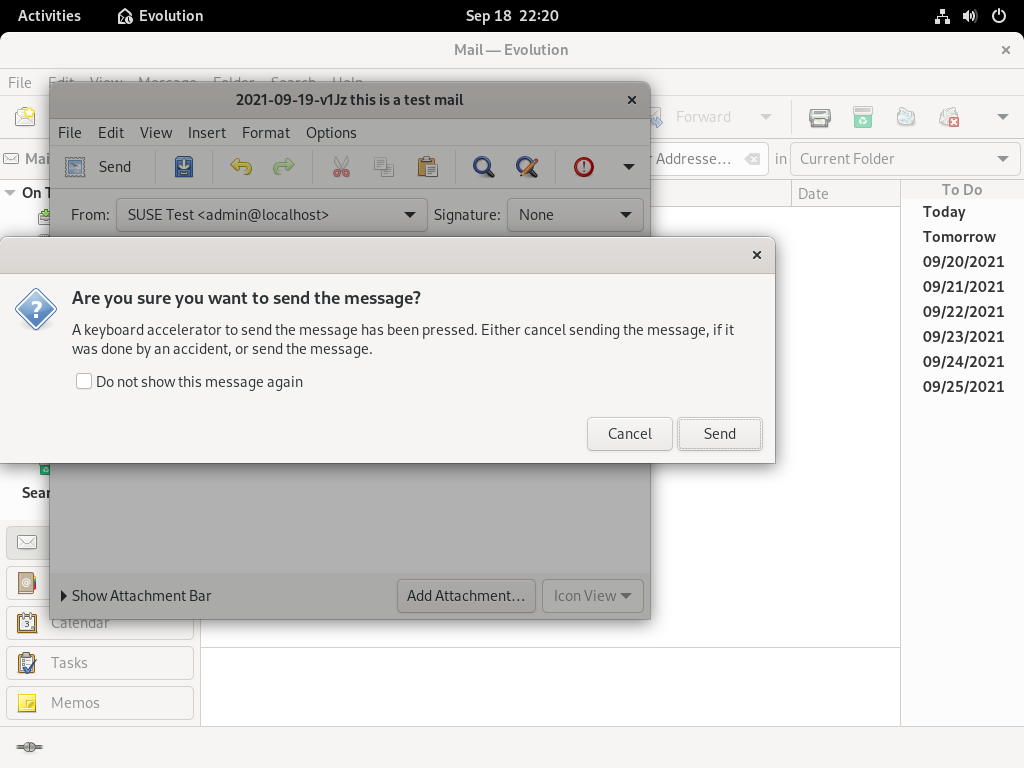 Activities
Evolution
Sep 18 22:20
Mail — Evolution
File Edit View Message Folder Search Help
2021-09-19-v1Jz this is a test mail
File Edit View Insert Format Options
Send
Forward
Mai
r Addresse…
in
Current Folder
From:
SUSE Test <admin@localhost>
Signature:
None
On T
Date
To Do
Today
Tomorrow
09/20/2021
09/21/2021
09/22/2021
09/23/2021
09/24/2021
09/25/2021
Are you sure you want to send the message?
A keyboard accelerator to send the message has been pressed. Either cancel sending the message, if it
was done by an accident, or send the message.
Do not show this message again
Cancel
Send
Sear
Show Attachment Bar
Add Attachment…
Icon View
Calendar
Tasks
Memos